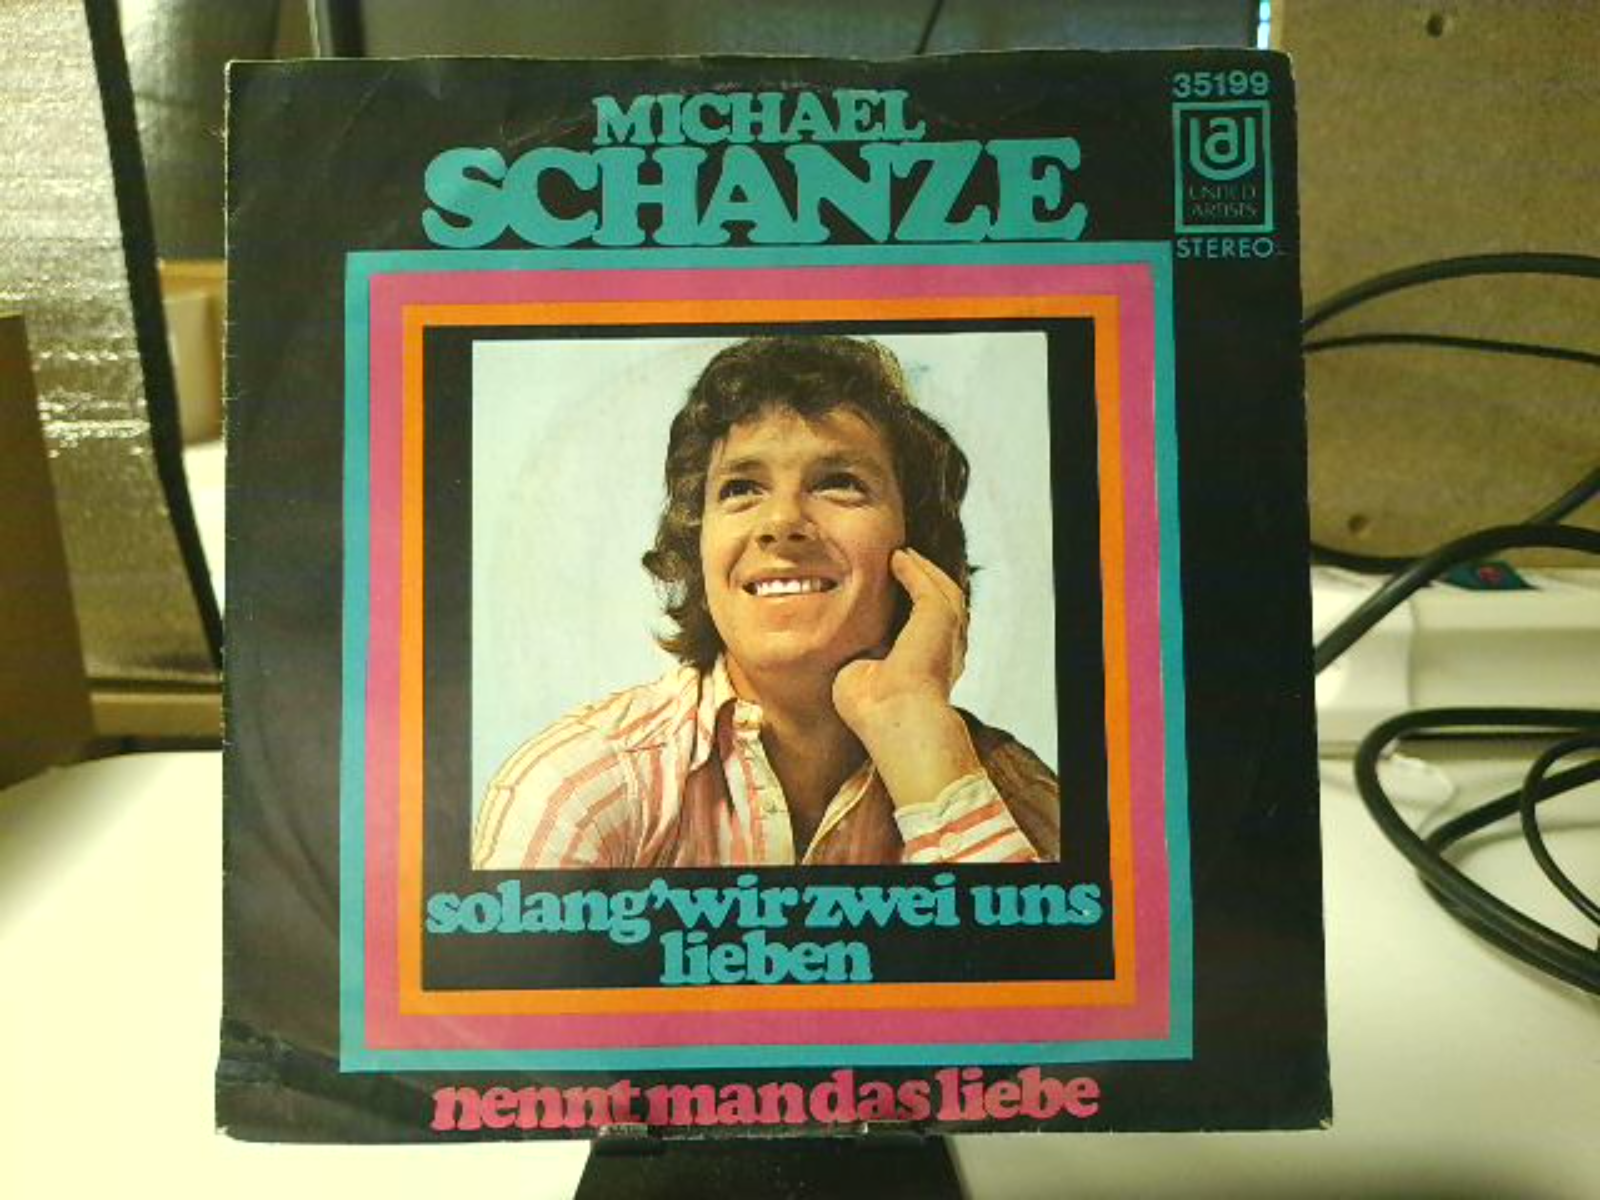 35199
MICHAEL
SCHANZE
UNITED
ARTISTS
STEREO
solang' wir zwei uns
lieben
nennt man das liebe